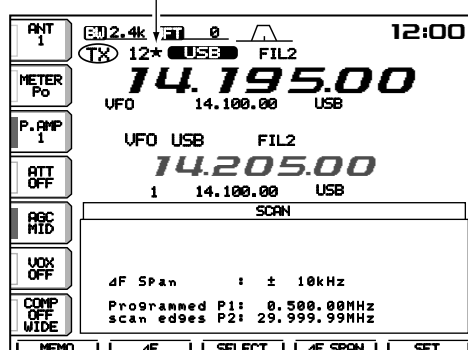 ANT
1
BW 2.4k SFT 0
12:00
TX 12* USB FIL2
METER
Po
14.195.00
VFO 14.100.00 USB
P.AMP
1
VFO USB FIL2
ATT
OFF
14.205.00
1 14.100.00 USB
AGC
MID
SCAN
VOX
OFF
⊿F Span : ± 10kHz
COMP
OFF
WIDE
Programmed P1: 0.500.00MHz
scan edges P2: 29.999.99MHz
MEMO ⊿F SELECT ⊿F SPAN SET